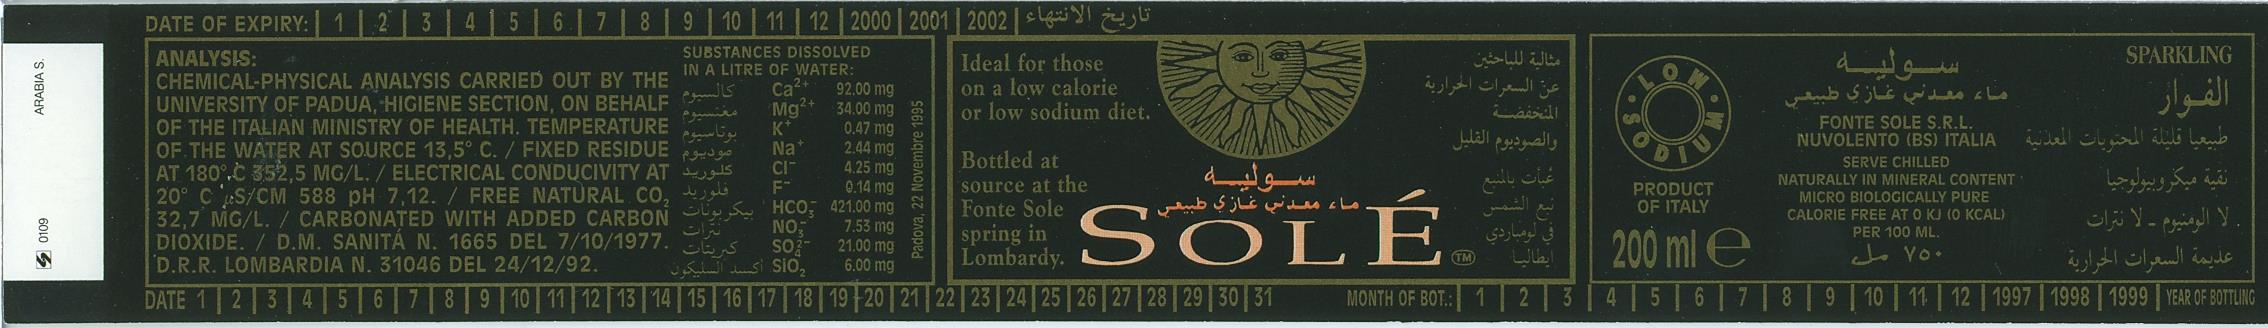 ARABIA S.
0109
DATE OF EXPIRY: 1 2 3 4 5 6 7 8 9 10 11 12 2000 2001 2002 تاريخ الانتهاء
ANALYSIS:
CHEMICAL-PHYSICAL ANALYSIS CARRIED OUT BY THE
UNIVERSITY OF PADUA, HIGIENE SECTION, ON BEHALF
OF THE ITALIAN MINISTRY OF HEALTH. TEMPERATURE
OF THE WATER AT SOURCE 13,5° C. / FIXED RESIDUE
AT 180° C 352,5 MG/L. / ELECTRICAL CONDUCIVITY AT
20° C µS/CM 588 pH 7,12. / FREE NATURAL CO₂
32,7 MG/L. / CARBONATED WITH ADDED CARBON
DIOXIDE. / D.M. SANITÁ N. 1665 DEL 7/10/1977.
D.R.R. LOMBARDIA N. 31046 DEL 24/12/92.
SUBSTANCES DISSOLVED
IN A LITRE OF WATER:
كالسيوم Ca²⁺ 92.00 mg
مغنسيوم Mg²⁺ 34.00 mg
بوتاسيوم K⁺ 0.47 mg
صوديوم Na⁺ 2.44 mg
كلوريد Cl⁻ 4.25 mg
فلوريد F⁻ 0.14 mg
بيكربونات HCO₃⁻ 421.00 mg
نترات NO₃⁻ 7.53 mg
كبريتات SO₄²⁻ 21.00 mg
أكسيد السليكون SiO₂ 6.00 mg
Padova, 22 Novembre 1995
Ideal for those
on a low calorie
or low sodium diet.
Bottled at
source at the
Fonte Sole
spring in
Lombardy.
سوليه
ماء معدني غازي طبيعي
SOLÉ
TM
مثالية للباحثين
عن السعرات الحرارية
المنخفضة
والصوديوم القليل
عُبأت بالمنبع
نبع الشمس
في لومباردي
ايطاليا
LOW SODIUM
PRODUCT
OF ITALY
200 ml e
سوليه
ماء معدني غازي طبيعي
FONTE SOLE S.R.L.
NUVOLENTO (BS) ITALIA
SERVE CHILLED
NATURALLY IN MINERAL CONTENT
MICRO BIOLOGICALLY PURE
CALORIE FREE AT 0 KJ (0 KCAL)
PER 100 ML.
٧٥٠ مل
SPARKLING
الفوار
طبيعيا قليلة المحتويات المعدنية
نقية ميكروبيولوجيا
لا الومنيوم - لا نترات
عديمة السعرات الحرارية
DATE 1 2 3 4 5 6 7 8 9 10 11 12 13 14 15 16 17 18 19 20 21 22 23 24 25 26 27 28 29 30 31 MONTH OF BOT.: 1 2 3 4 5 6 7 8 9 10 11 12 1997 1998 1999 YEAR OF BOTTLING